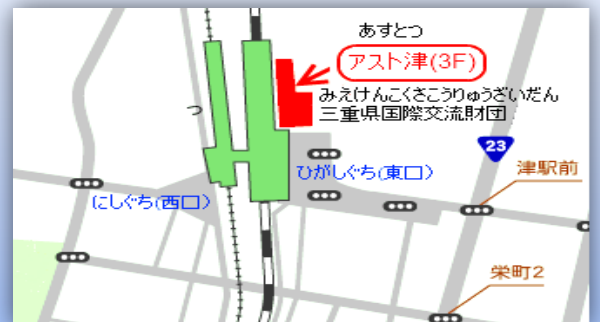 あすとつ
アスト津(3F)
みえけんこくさこうりゅうざいだん
三重県国際交流財団
つ
23
ひがしぐち(東口)
津駅前
にしぐち(西口)
栄町2